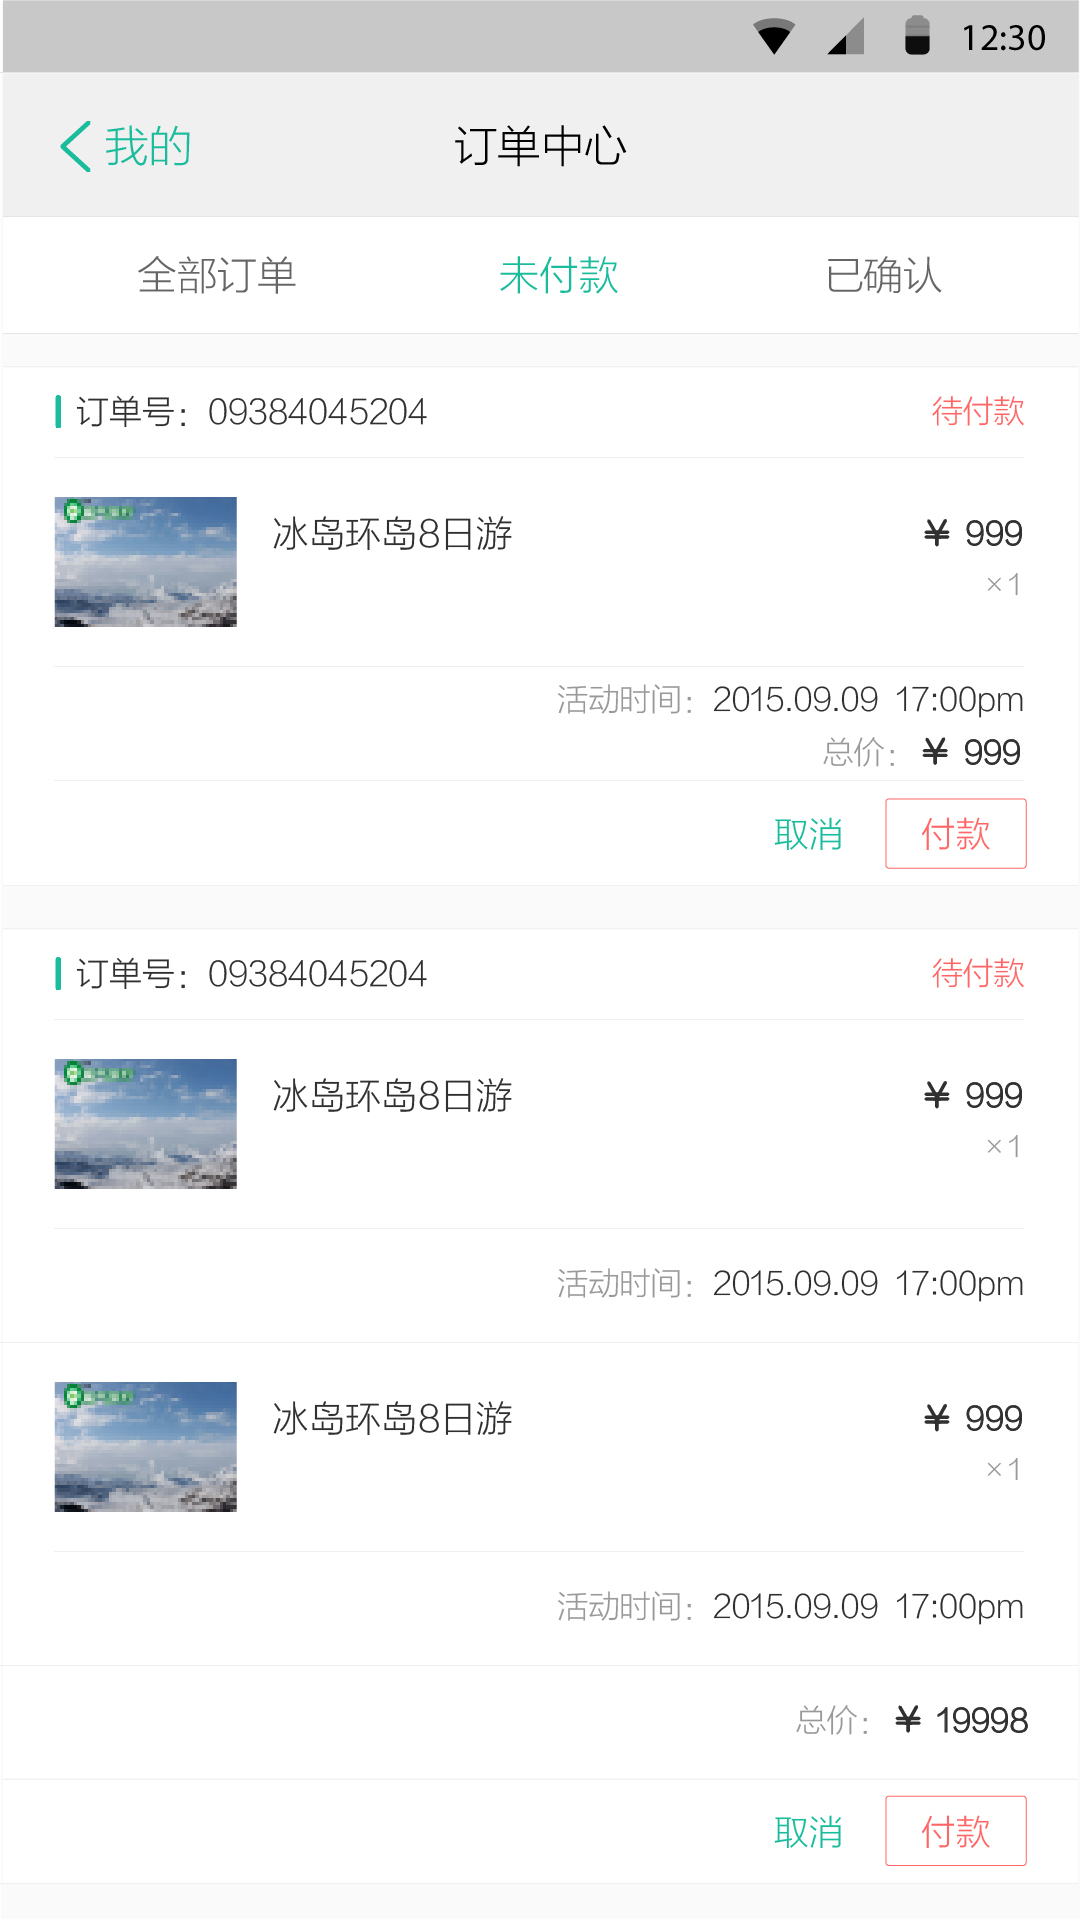 12:30
我的 订单中心
全部订单 未付款 已确认
订单号：09384045204 待付款
冰岛环岛8日游 ¥ 999
×1
活动时间：2015.09.09 17:00pm
总价：¥ 999
取消 付款
订单号：09384045204 待付款
冰岛环岛8日游 ¥ 999
×1
活动时间：2015.09.09 17:00pm
冰岛环岛8日游 ¥ 999
×1
活动时间：2015.09.09 17:00pm
总价：¥ 19998
取消 付款